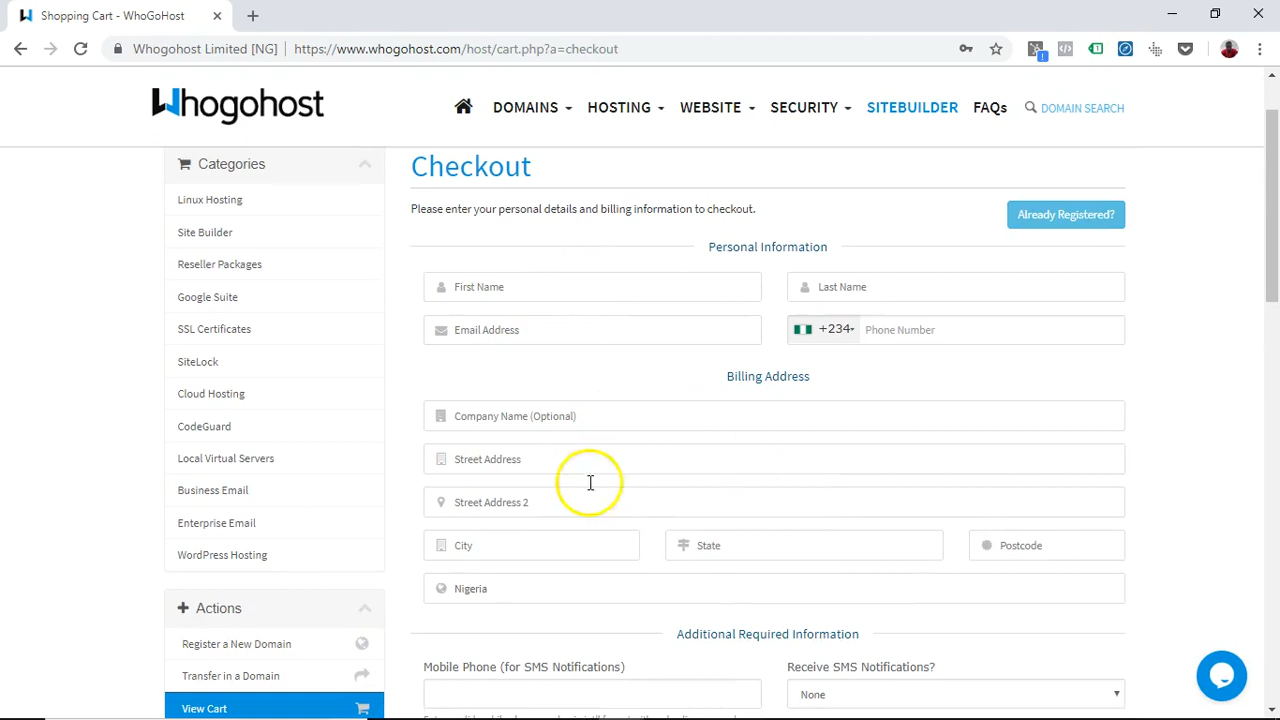 Shopping Cart - WhoGoHost
Whogohost Limited [NG] https://www.whogohost.com/host/cart.php?a=checkout
Whogohost
DOMAINS HOSTING WEBSITE SECURITY SITEBUILDER FAQs DOMAIN SEARCH
Categories
Linux Hosting
Site Builder
Reseller Packages
Google Suite
SSL Certificates
SiteLock
Cloud Hosting
CodeGuard
Local Virtual Servers
Business Email
Enterprise Email
WordPress Hosting
Actions
Register a New Domain
Transfer in a Domain
View Cart
Checkout
Please enter your personal details and billing information to checkout.
Already Registered?
Personal Information
First Name Last Name
Email Address +234 Phone Number
Billing Address
Company Name (Optional)
Street Address
Street Address 2
City State Postcode
Nigeria
Additional Required Information
Mobile Phone (for SMS Notifications) Receive SMS Notifications?
None